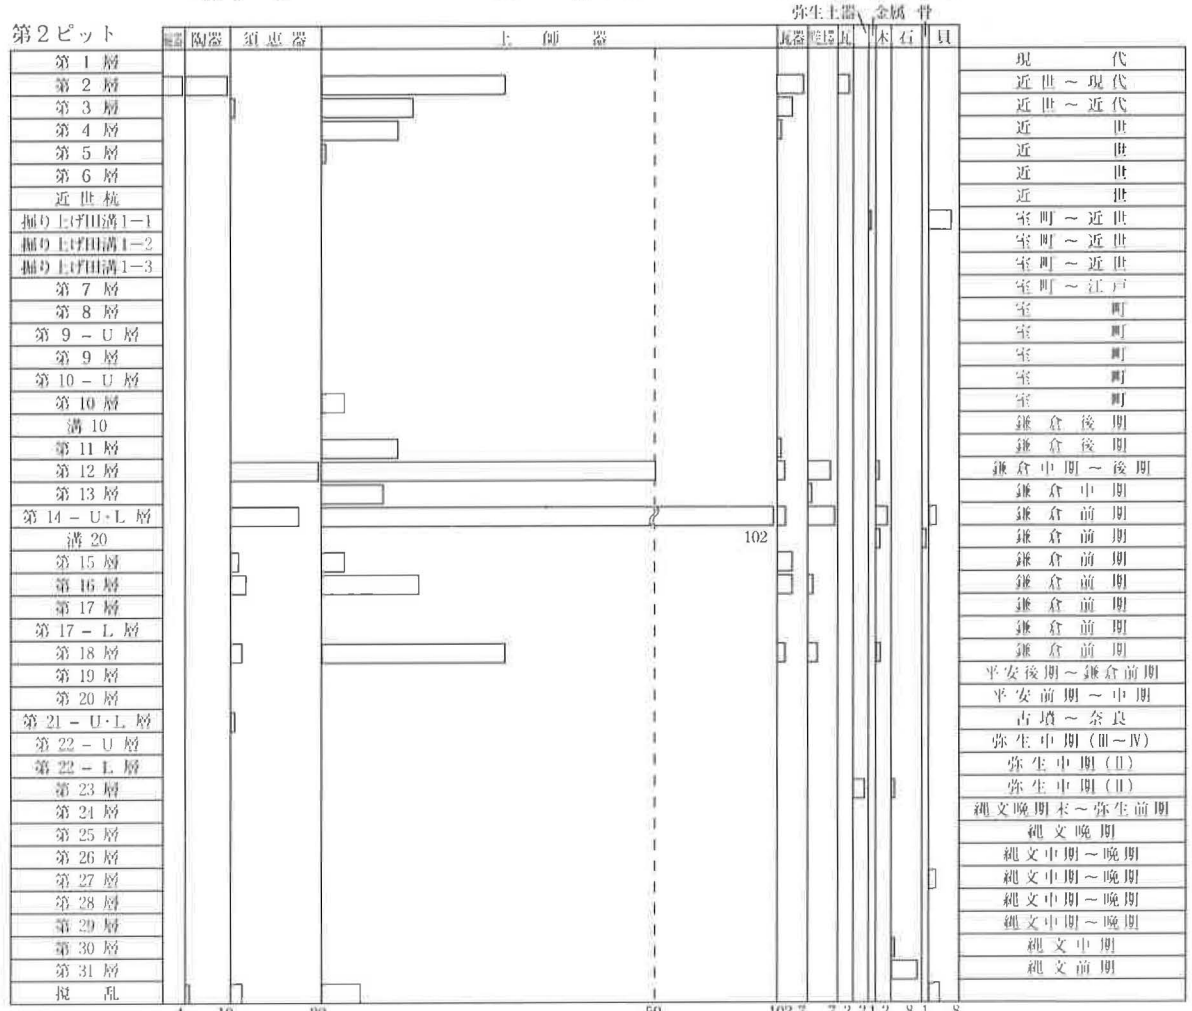 弥生土器 金属 骨
第2ピット 陶器 須恵器 土師器 瓦器 瓦 木 石 貝
第 1 層 現 代
第 2 層 近世～現代
第 3 層 近世～近代
第 4 層 近 世
第 5 層 近 世
第 6 層 近 世
近世杭 近 世
掘り上げ田溝1－1 室町～近世
掘り上げ田溝1－2 室町～近世
掘り上げ田溝1－3 室町～近世
第 7 層 室町～江戸
第 8 層 室 町
第 9 － U 層 室 町
第 9 層 室 町
第 10 － U 層 室 町
第 10 層 室 町
溝 10 鎌倉後期
第 11 層 鎌倉後期
第 12 層 鎌倉中期～後期
第 13 層 鎌倉中期
第 14 － U・L 層 鎌倉前期
溝 20 102 鎌倉前期
第 15 層 鎌倉前期
第 16 層 鎌倉前期
第 17 層 鎌倉前期
第 17 － L 層 鎌倉前期
第 18 層 鎌倉前期
第 19 層 平安後期～鎌倉前期
第 20 層 平安前期～中期
第 21 － U・L 層 古墳～奈良
第 22 － U 層 弥生中期(Ⅲ～Ⅳ)
第 22 － L 層 弥生中期(Ⅱ)
第 23 層 弥生中期(Ⅱ)
第 24 層 縄文晩期末～弥生前期
第 25 層 縄文晩期
第 26 層 縄文中期～晩期
第 27 層 縄文中期～晩期
第 28 層 縄文中期～晩期
第 29 層 縄文中期～晩期
第 30 層 縄文中期
第 31 層 縄文前期
撹 乱